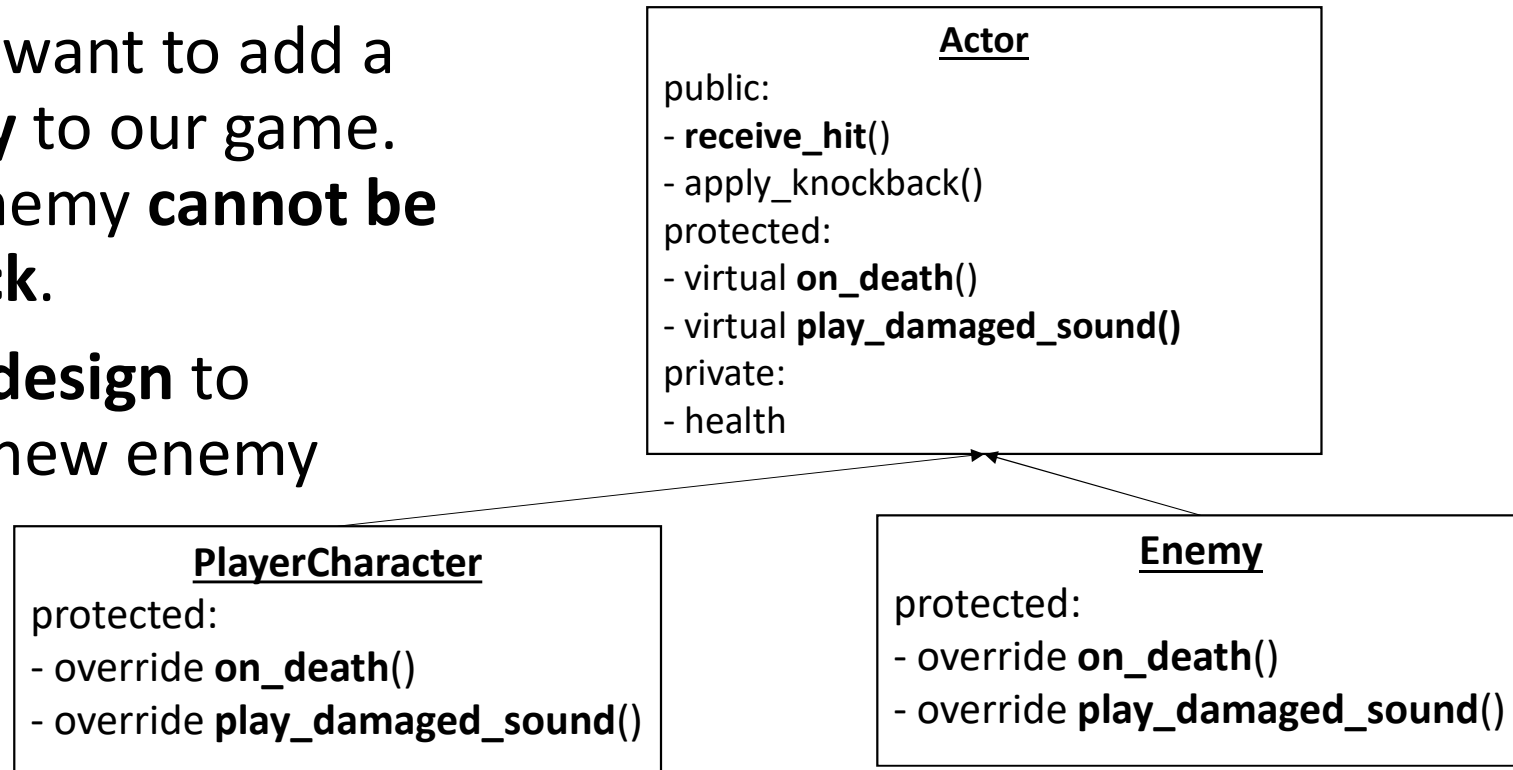 want to add a
y to our game.
nemy cannot be
ck.
design to
new enemy
Actor
public:
- receive_hit()
- apply_knockback()
protected:
- virtual on_death()
- virtual play_damaged_sound()
private:
- health
PlayerCharacter
protected:
- override on_death()
- override play_damaged_sound()
Enemy
protected:
- override on_death()
- override play_damaged_sound()